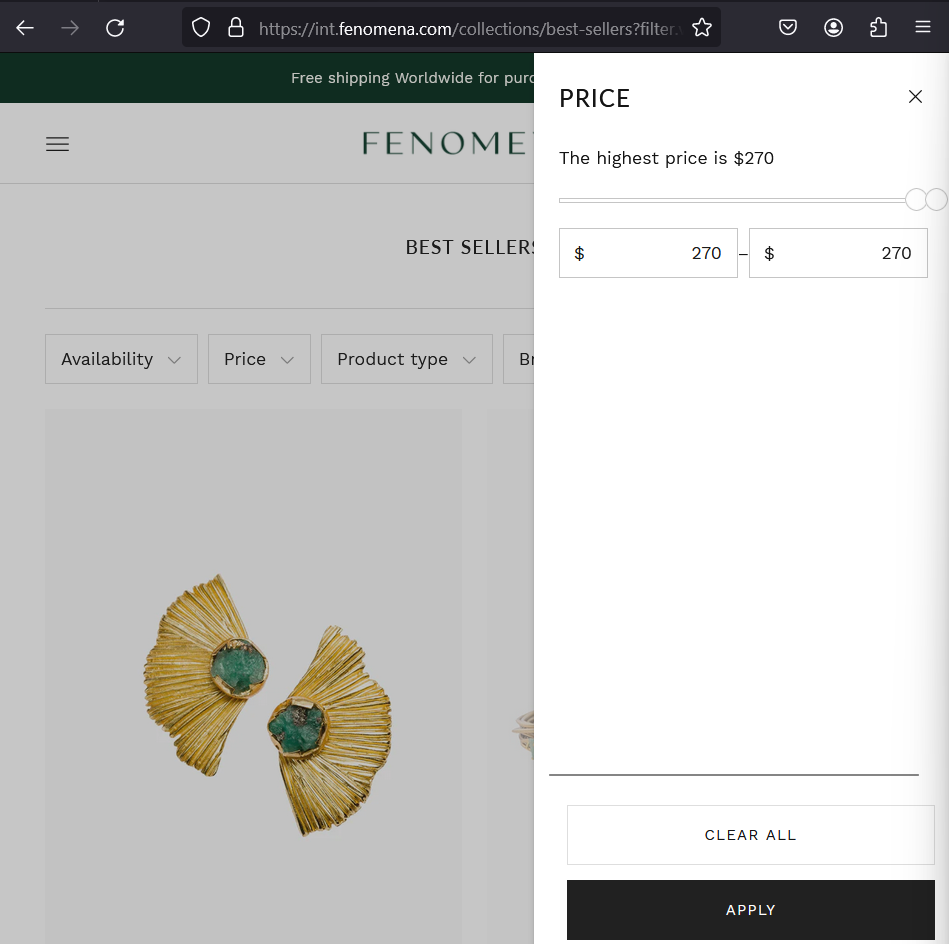 https://int.fenomena.com/collections/best-sellers?filter.
Free shipping Worldwide for
PRICE
FENOME
The highest price is $270
BEST SELLERS
$ 270 – $ 270
Availability
Price
Product type
CLEAR ALL
APPLY